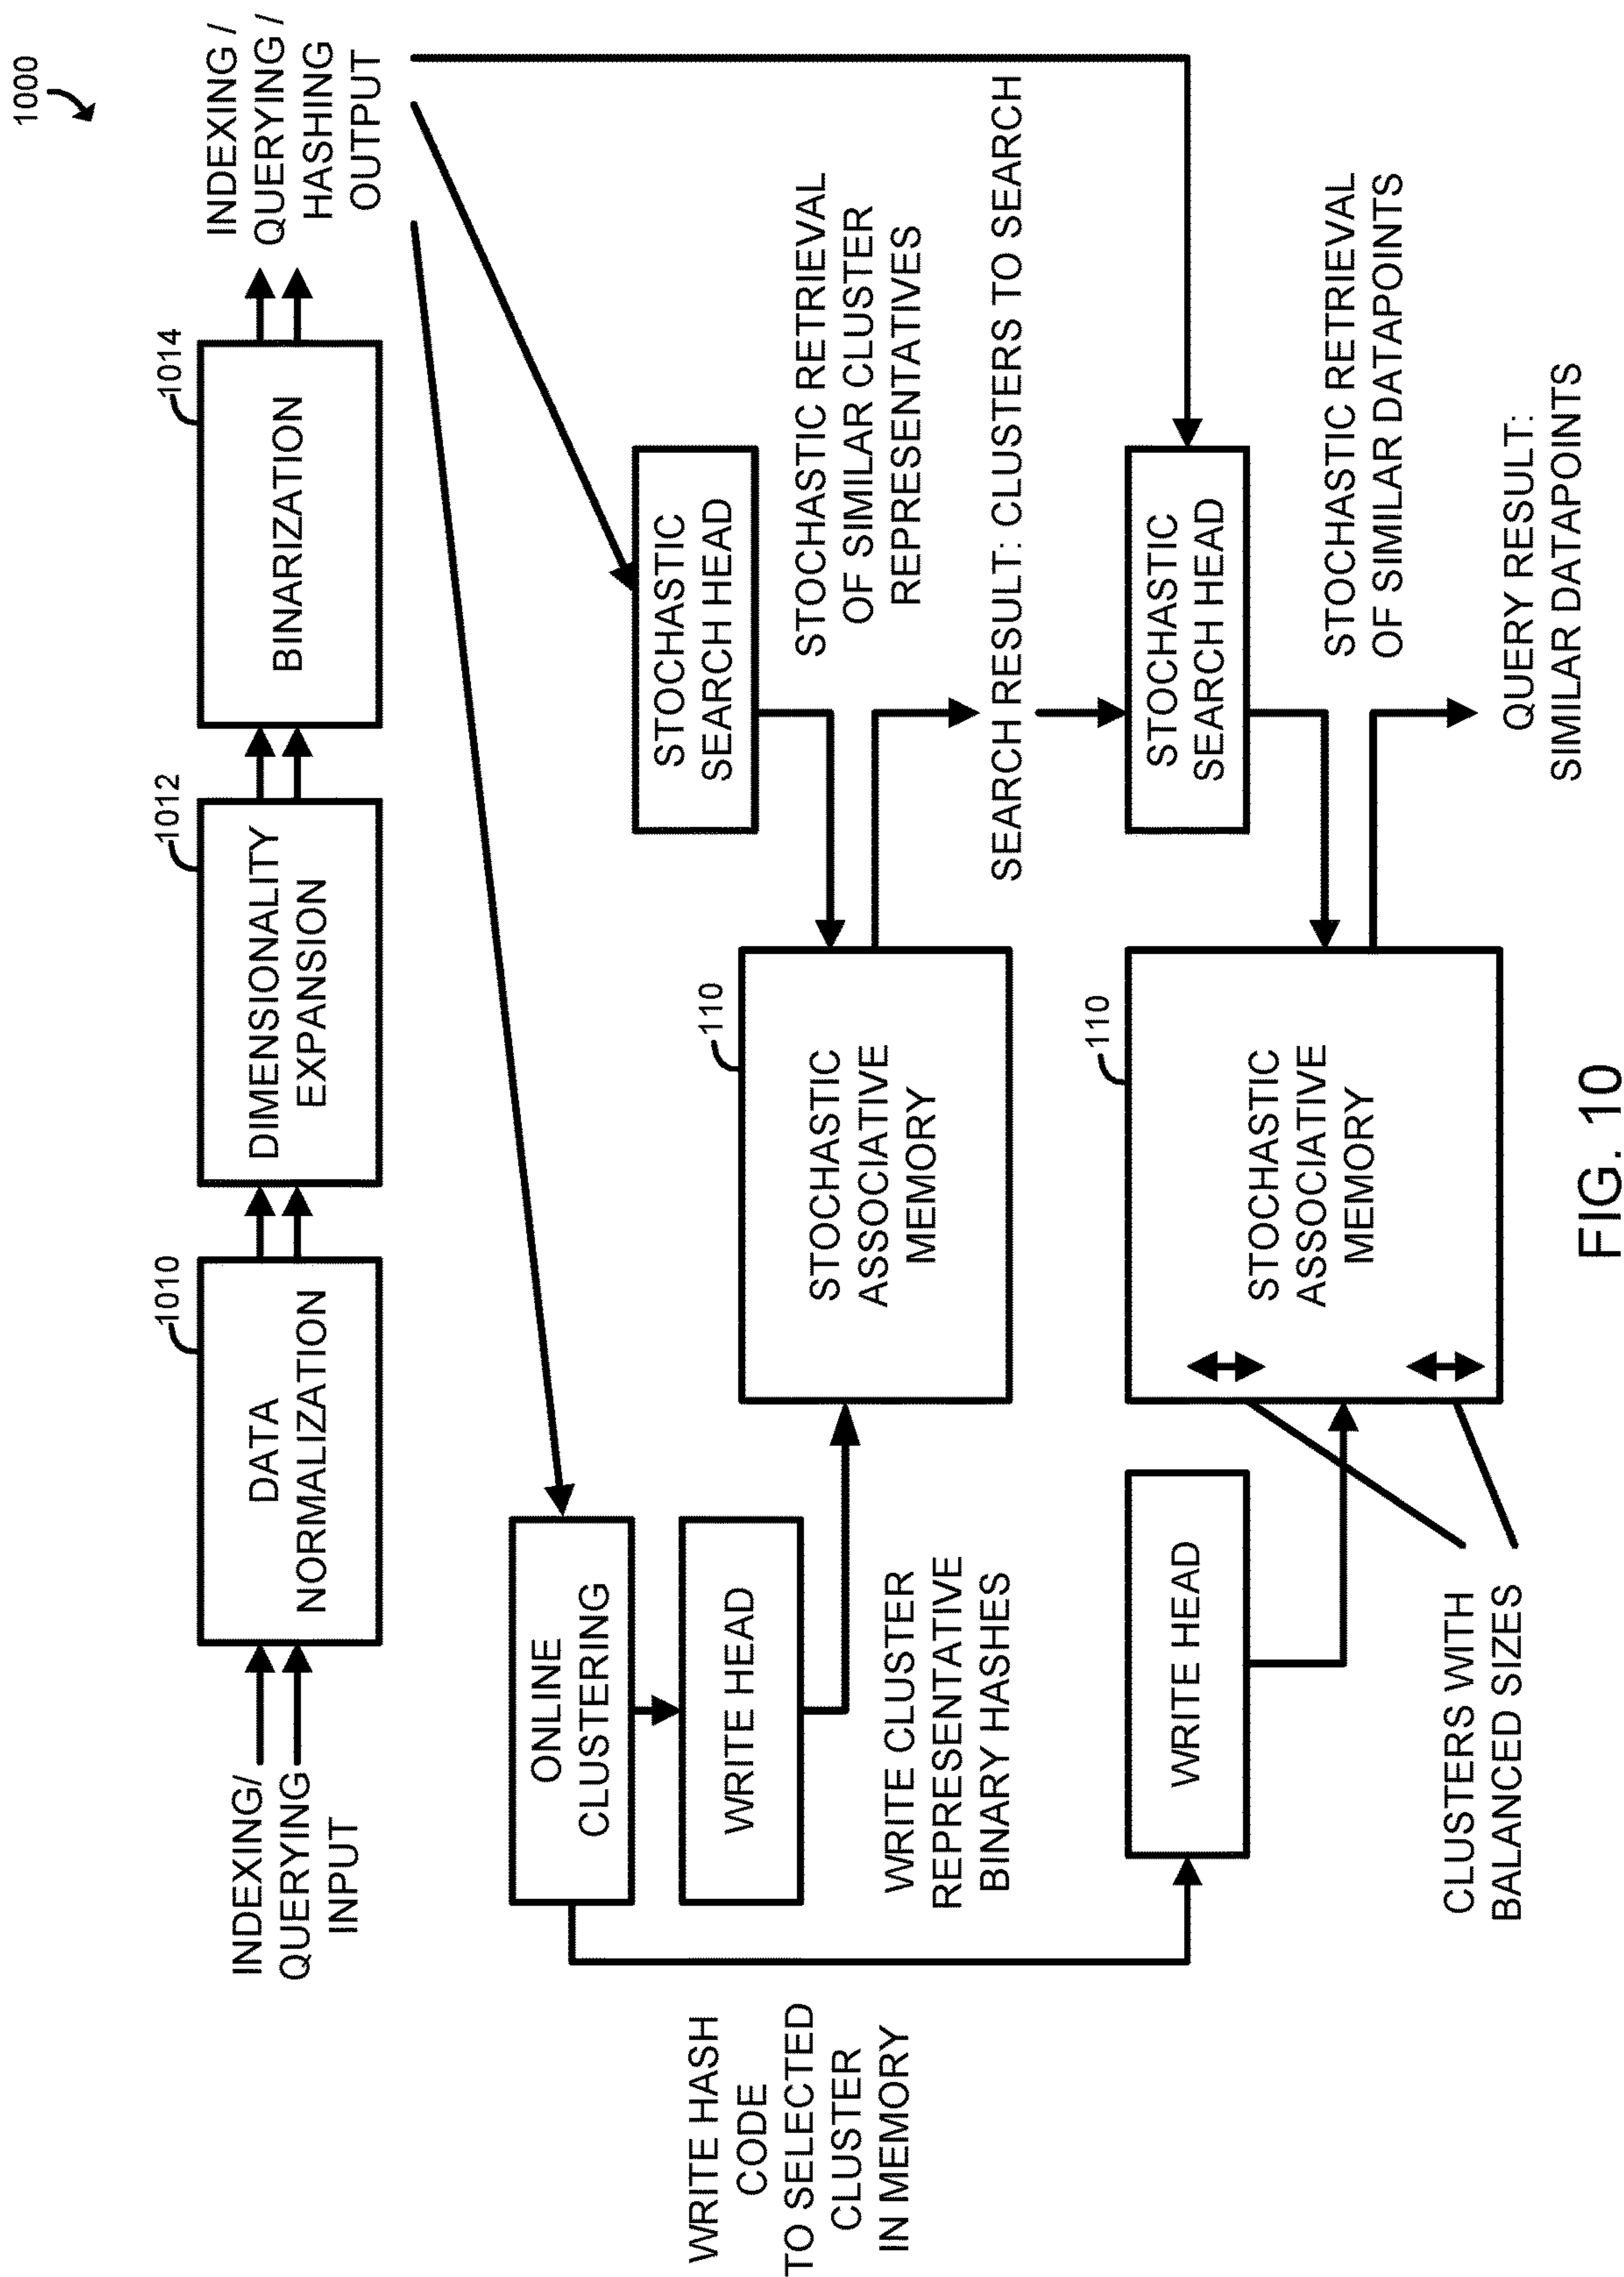 1000
INDEXING/
QUERYING
INPUT
1010
DATA
NORMALIZATION
1012
DIMENSIONALITY
EXPANSION
1014
BINARIZATION
INDEXING /
QUERYING /
HASHING
OUTPUT
ONLINE
CLUSTERING
WRITE HEAD
WRITE HASH
CODE
TO SELECTED
CLUSTER
IN MEMORY
WRITE CLUSTER
REPRESENTATIVE
BINARY HASHES
110
STOCHASTIC
ASSOCIATIVE
MEMORY
STOCHASTIC
SEARCH HEAD
STOCHASTIC RETRIEVAL
OF SIMILAR CLUSTER
REPRESENTATIVES
SEARCH RESULT: CLUSTERS TO SEARCH
WRITE HEAD
CLUSTERS WITH
BALANCED SIZES
110
STOCHASTIC
ASSOCIATIVE
MEMORY
STOCHASTIC
SEARCH HEAD
STOCHASTIC RETRIEVAL
OF SIMILAR DATAPOINTS
QUERY RESULT:
SIMILAR DATAPOINTS
FIG. 10